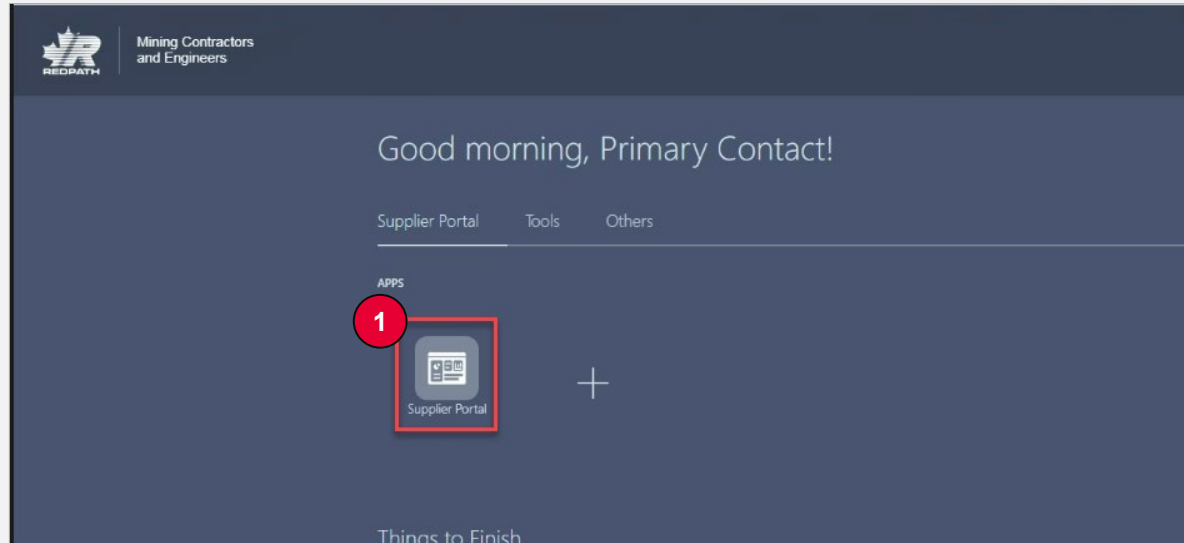 Mining Contractors
and Engineers
REDPATH
Good morning, Primary Contact!
Supplier Portal
Tools
Others
APPS
1
Supplier Portal
Things to Finish